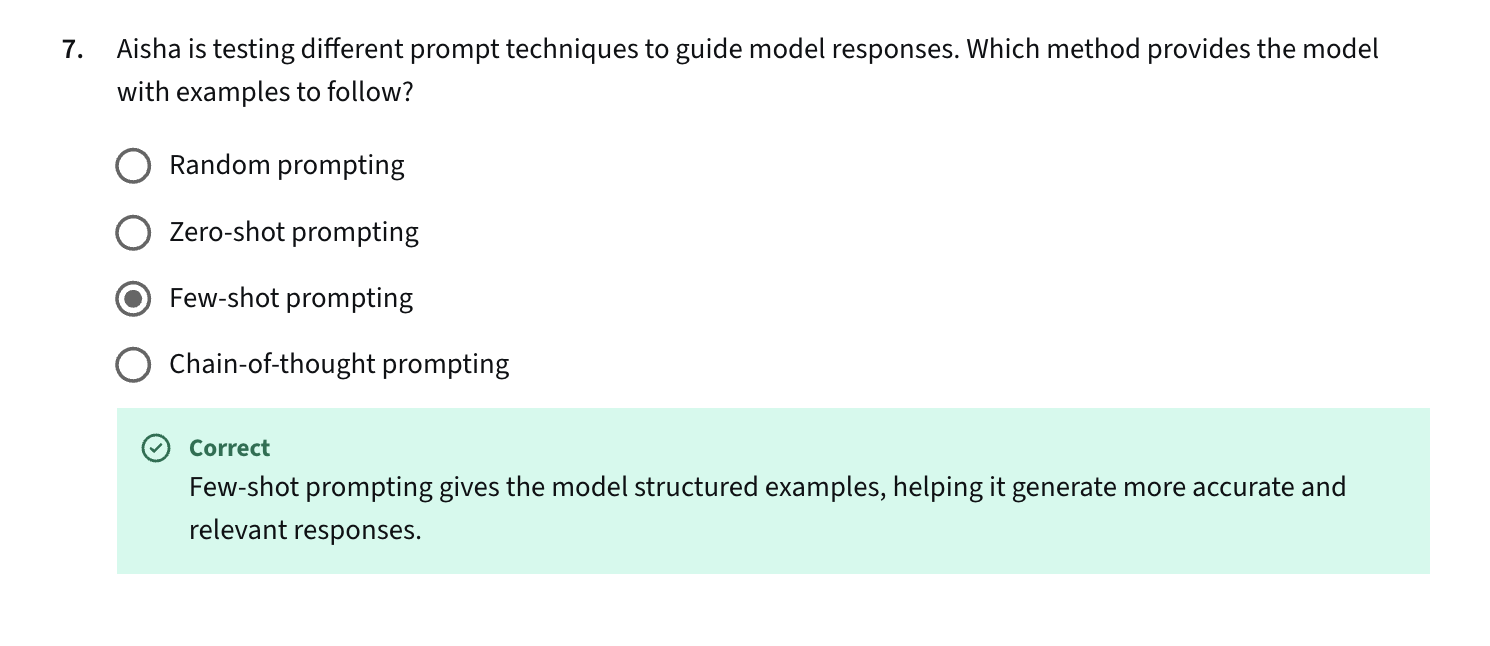 7. Aisha is testing different prompt techniques to guide model responses. Which method provides the model
with examples to follow?
Random prompting
Zero-shot prompting
Few-shot prompting
Chain-of-thought prompting
Correct
Few-shot prompting gives the model structured examples, helping it generate more accurate and
relevant responses.